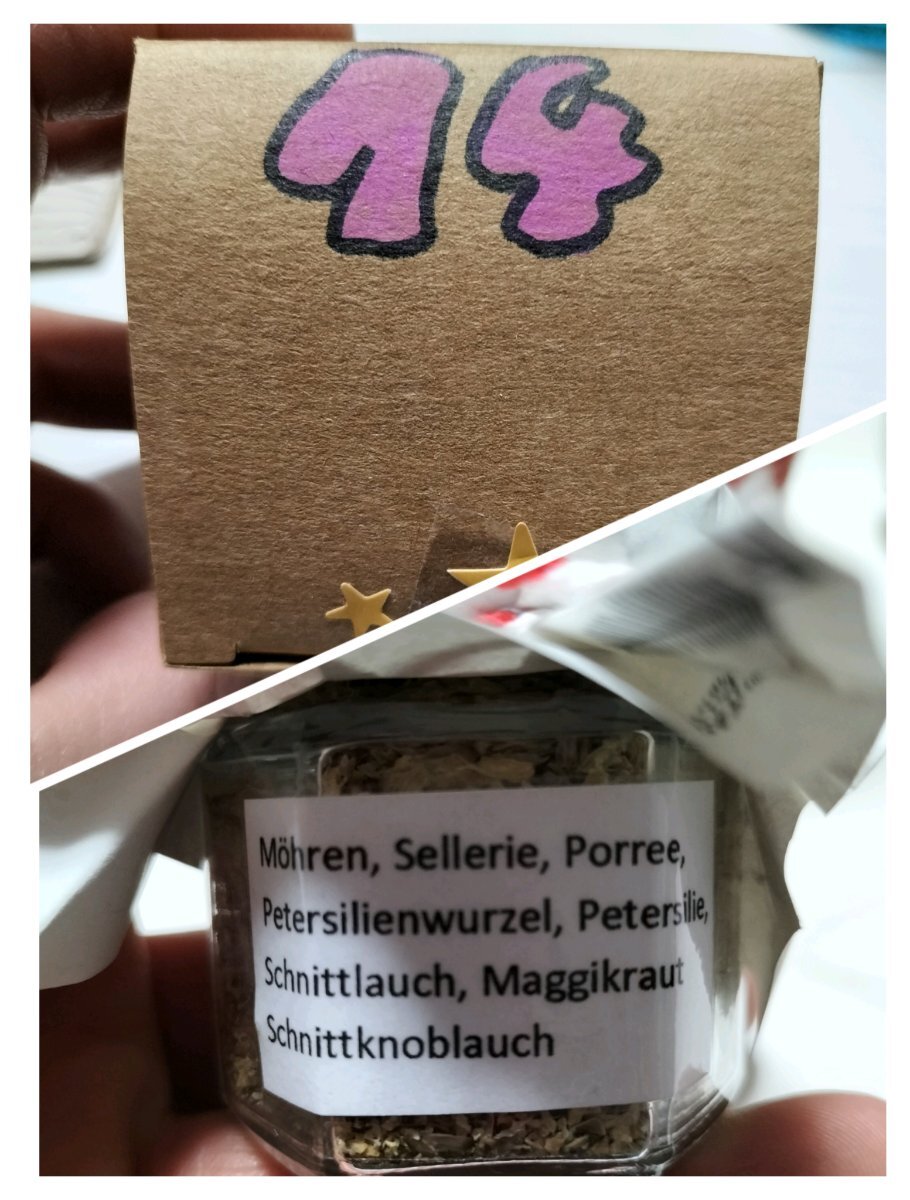 14
Möhren, Sellerie, Porree,
Petersilienwurzel, Petersilie,
Schnittlauch, Maggikraut
Schnittknoblauch